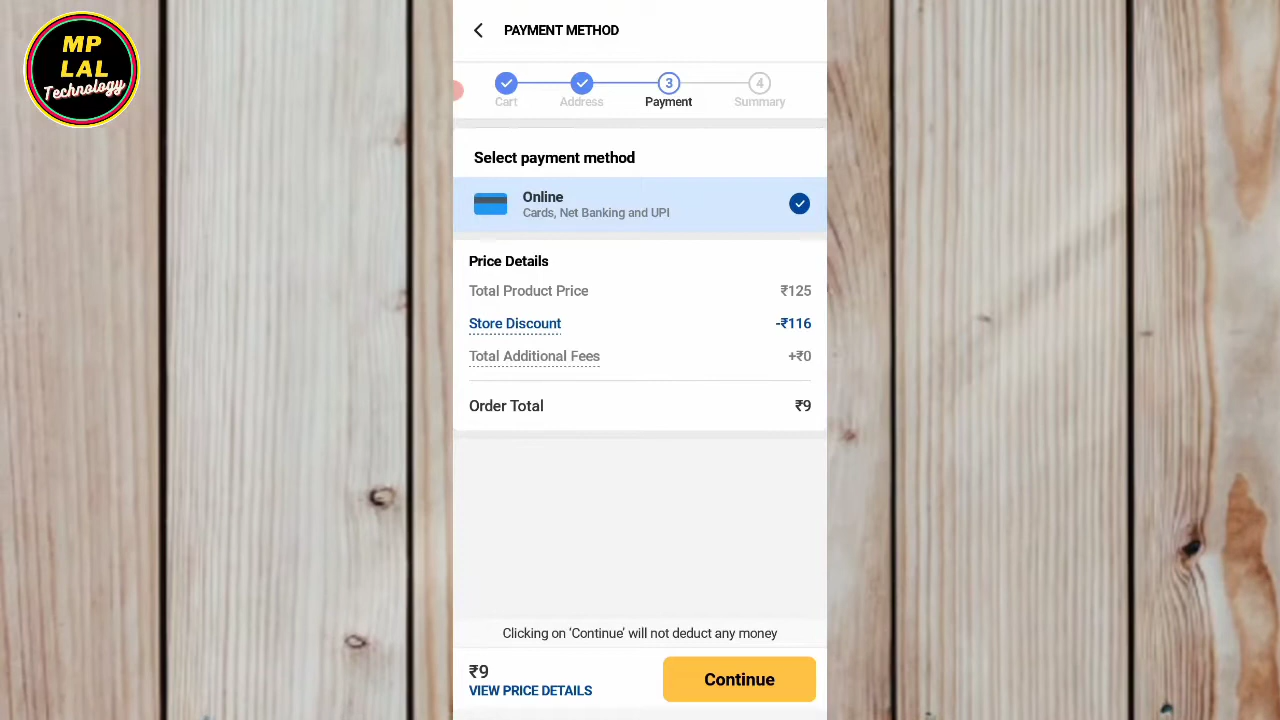 MP
LAL
Technology
PAYMENT METHOD
3
4
Cart
Address
Payment
Summary
Select payment method
Online
Cards, Net Banking and UPI
Price Details
Total Product Price
₹125
Store Discount
-₹116
Total Additional Fees
+₹0
Order Total
₹9
Clicking on ‘Continue’ will not deduct any money
₹9
VIEW PRICE DETAILS
Continue